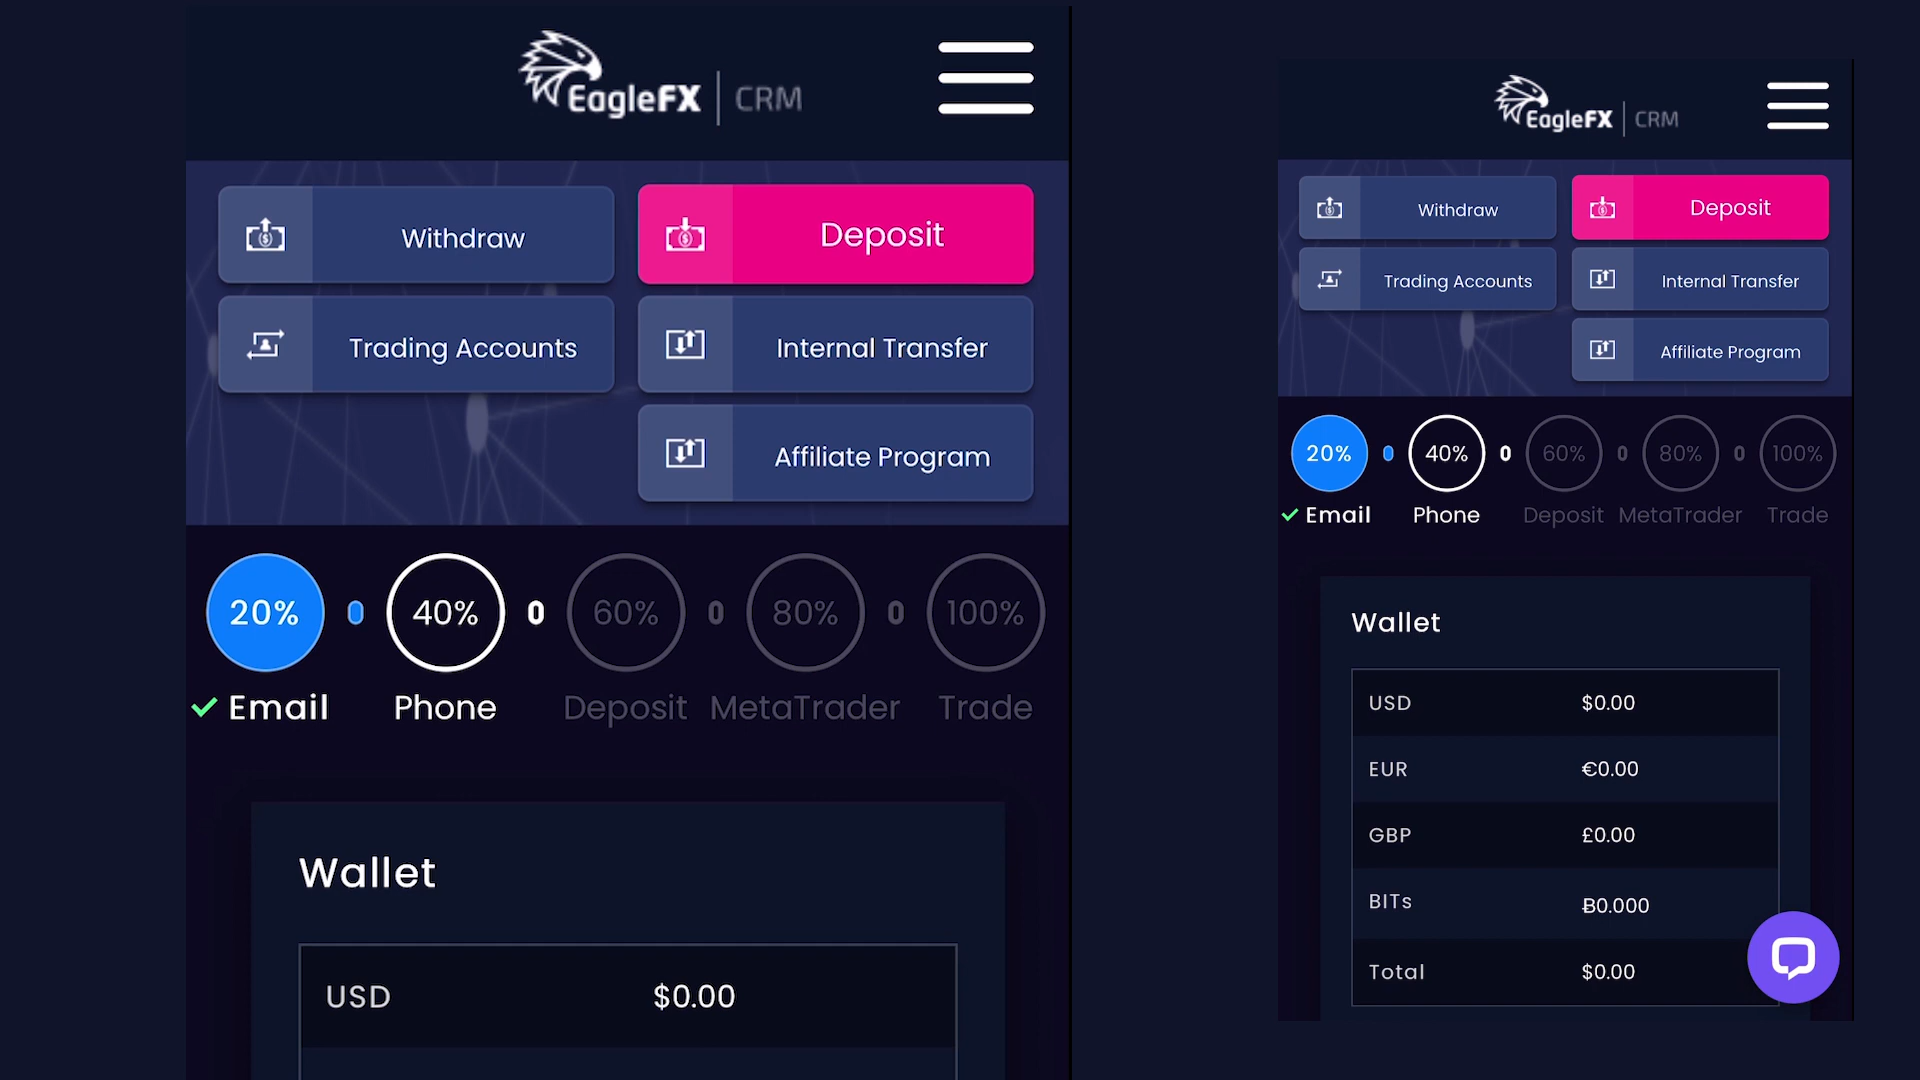 EagleFX | CRM
Withdraw
Deposit
Trading Accounts
Internal Transfer
Affiliate Program
20% 0 40% 0 60% 0 80% 0 100%
Email Phone Deposit MetaTrader Trade
Wallet
USD $0.00
EagleFX | CRM
Withdraw
Deposit
Trading Accounts
Internal Transfer
Affiliate Program
20% 0 40% 0 60% 0 80% 0 100%
Email Phone Deposit MetaTrader Trade
Wallet
USD $0.00
EUR €0.00
GBP £0.00
BITs Ƀ0.000
Total $0.00